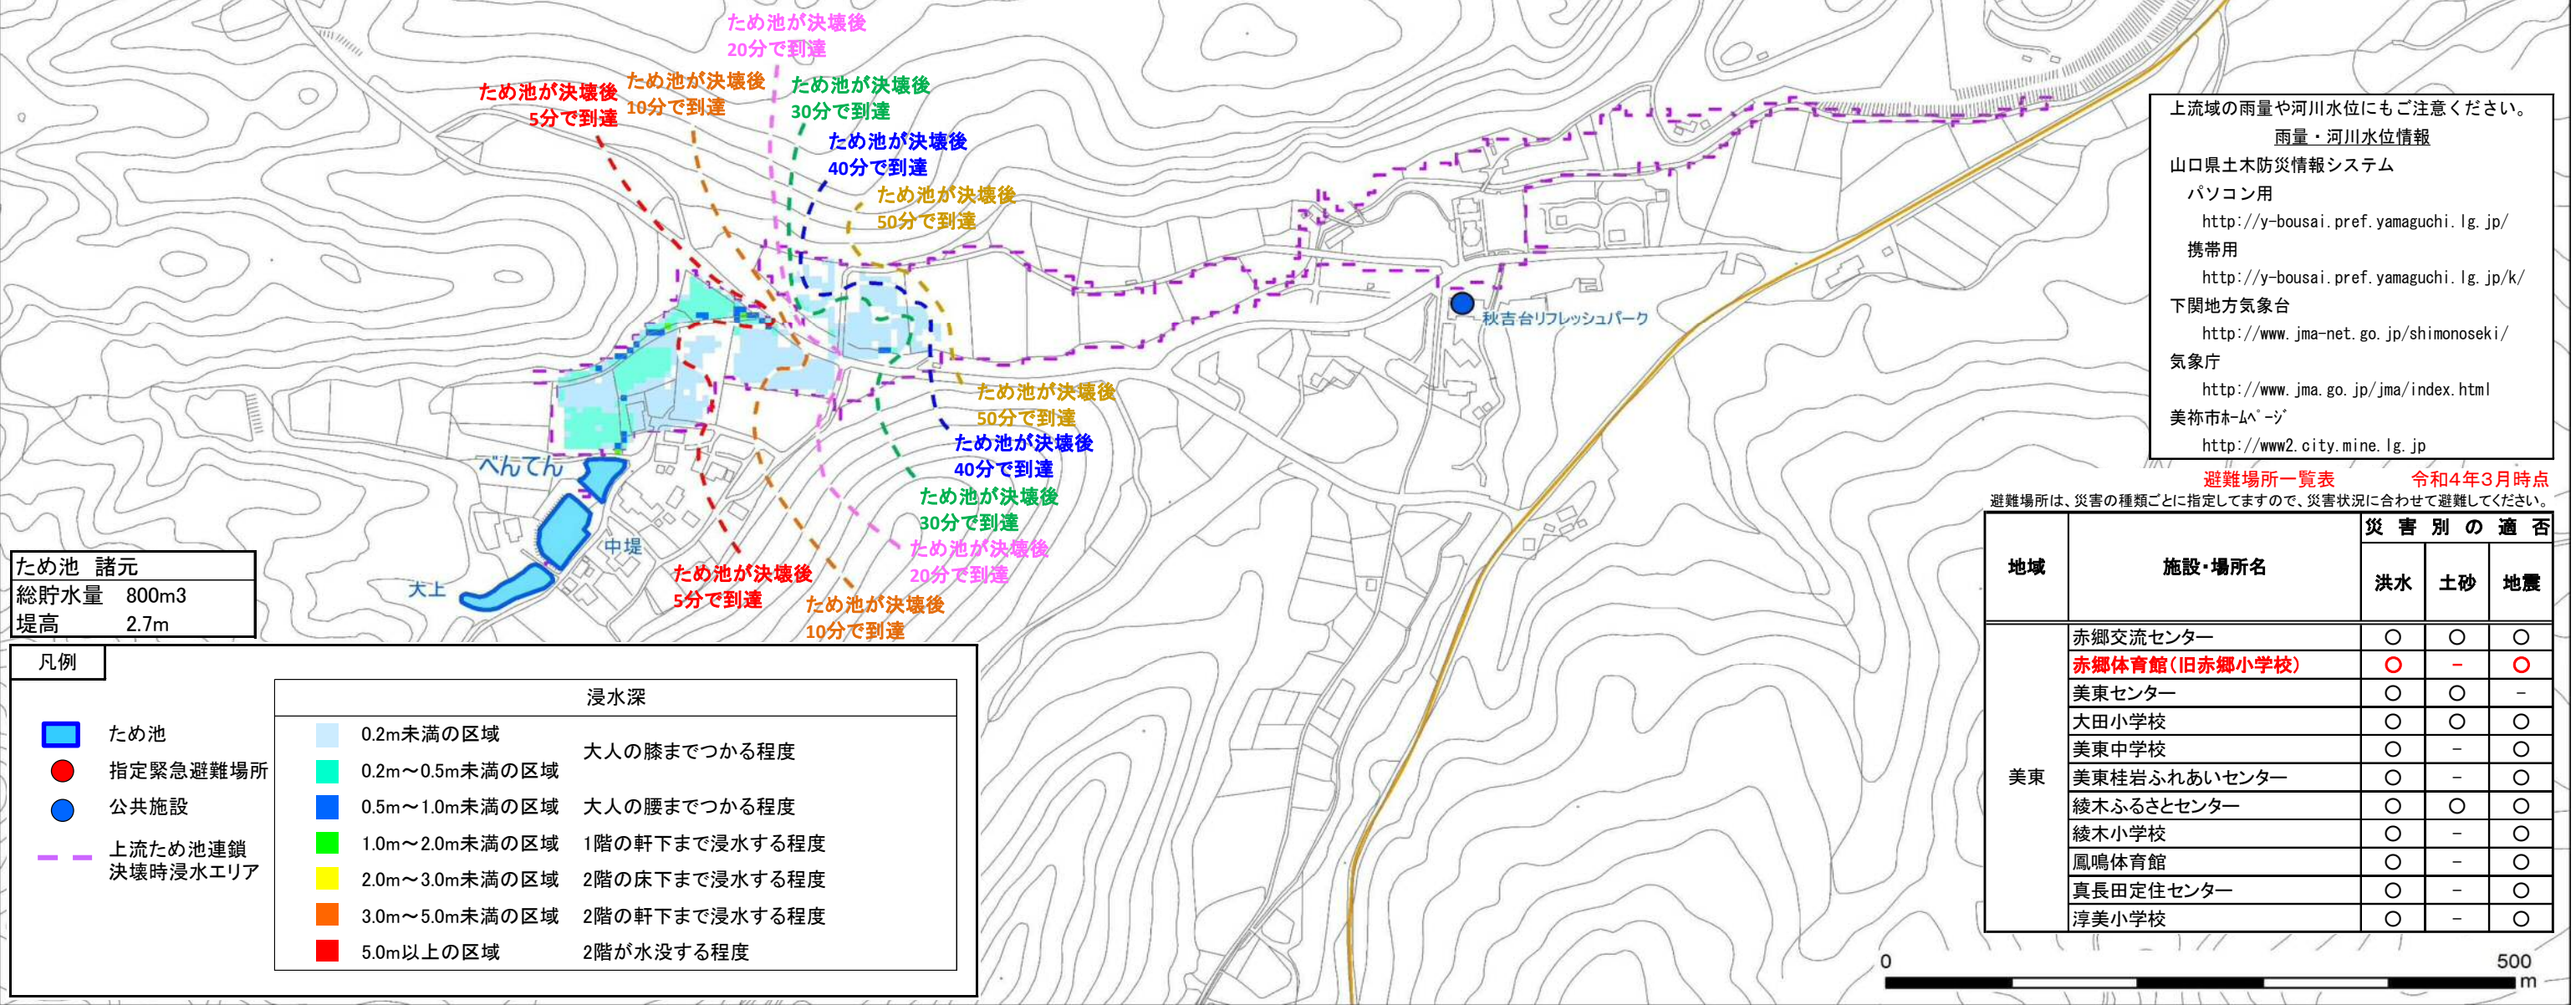 ため池が決壊後
20分で到達
ため池が決壊後
5分で到達
ため池が決壊後
10分で到達
ため池が決壊後
30分で到達
ため池が決壊後
40分で到達
ため池が決壊後
50分で到達
上流域の雨量や河川水位にもご注意ください。
雨量・河川水位情報
山口県土木防災情報システム
パソコン用
http://y-bousai.pref.yamaguchi.lg.jp/
携帯用
http://y-bousai.pref.yamaguchi.lg.jp/k/
下関地方気象台
http://www.jma-net.go.jp/shimonoseki/
気象庁
http://www.jma.go.jp/jma/index.html
美祢市ホームページ
http://www2.city.mine.lg.jp
秋吉台リフレッシュパーク
べんてん
中堤
大上
ため池が決壊後
50分で到達
ため池が決壊後
40分で到達
ため池が決壊後
30分で到達
ため池が決壊後
20分で到達
ため池が決壊後
5分で到達
ため池が決壊後
10分で到達
ため池 諸元
総貯水量 800m3
堤高 2.7m
凡例
ため池
指定緊急避難場所
公共施設
上流ため池連鎖
決壊時浸水エリア
浸水深
0.2m未満の区域
大人の膝までつかる程度
0.2m～0.5m未満の区域
0.5m～1.0m未満の区域 大人の腰までつかる程度
1.0m～2.0m未満の区域 1階の軒下まで浸水する程度
2.0m～3.0m未満の区域 2階の床下まで浸水する程度
3.0m～5.0m未満の区域 2階の軒下まで浸水する程度
5.0m以上の区域 2階が水没する程度
避難場所一覧表 令和4年3月時点
避難場所は、災害の種類ごとに指定してますので、災害状況に合わせて避難してください。
地域 施設・場所名 災害別の適否
洪水 土砂 地震
美東
赤郷交流センター ○ ○ ○
赤郷体育館(旧赤郷小学校) ○ - ○
美東センター ○ ○ -
大田小学校 ○ ○ ○
美東中学校 ○ - ○
美東桂岩ふれあいセンター ○ - ○
綾木ふるさとセンター ○ ○ ○
綾木小学校 ○ - ○
鳳鳴体育館 ○ - ○
真長田定住センター ○ - ○
淳美小学校 ○ - ○
0 500
m